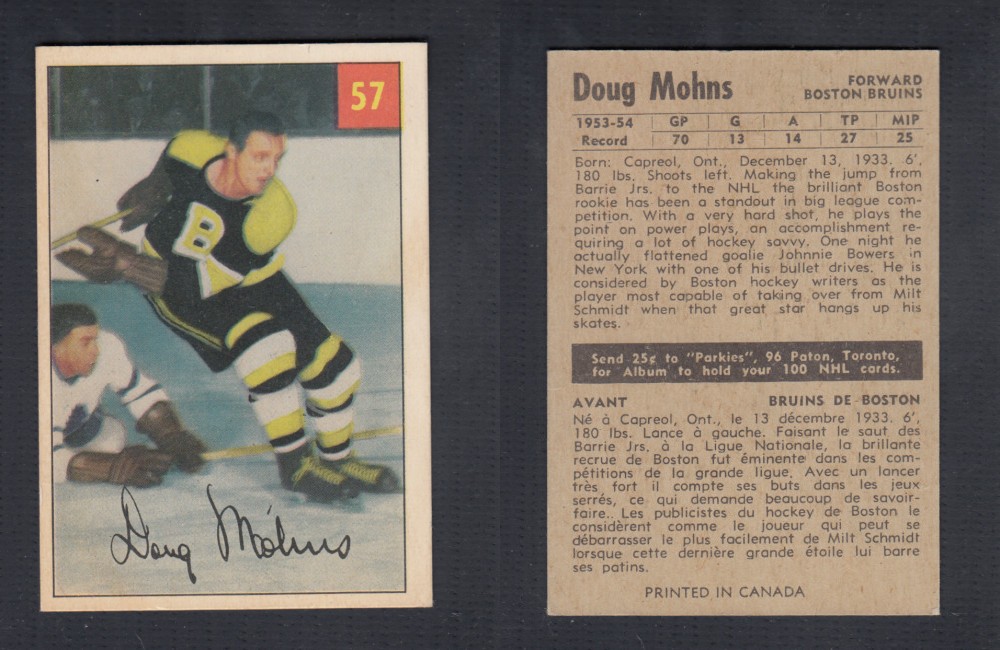 57
B
Doug Mohns
Doug Mohns
FORWARD
BOSTON BRUINS
1953-54 GP G A TP MIP
Record 70 13 14 27 25
Born: Capreol, Ont., December 13, 1933. 6',
180 lbs. Shoots left. Making the jump from
Barrie Jrs. to the NHL the brilliant Boston
rookie has been a standout in big league com-
petition. With a very hard shot, he plays the
point on power plays, an accomplishment re-
quiring a lot of hockey savvy. One night he
actually flattened goalie Johnnie Bowers in
New York with one of his bullet drives. He is
considered by Boston hockey writers as the
player most capable of taking over from Milt
Schmidt when that great star hangs up his
skates.
Send 25¢ to "Parkies", 96 Paton, Toronto,
for Album to hold your 100 NHL cards.
AVANT BRUINS DE BOSTON
Né à Capreol, Ont., le 13 décembre 1933. 6',
180 lbs. Lance à gauche. Faisant le saut des
Barrie Jrs. à la Ligue Nationale, la brillante
recrue de Boston fut éminente dans les com-
pétitions de la grande ligue. Avec un lancer
très fort il compte ses buts dans les jeux
serrés, ce qui demande beaucoup de savoir-
faire.. Les publicistes du hockey de Boston le
considèrent comme le joueur qui peut se
débarrasser le plus facilement de Milt Schmidt
lorsque cette dernière grande étoile lui barre
ses patins.
PRINTED IN CANADA